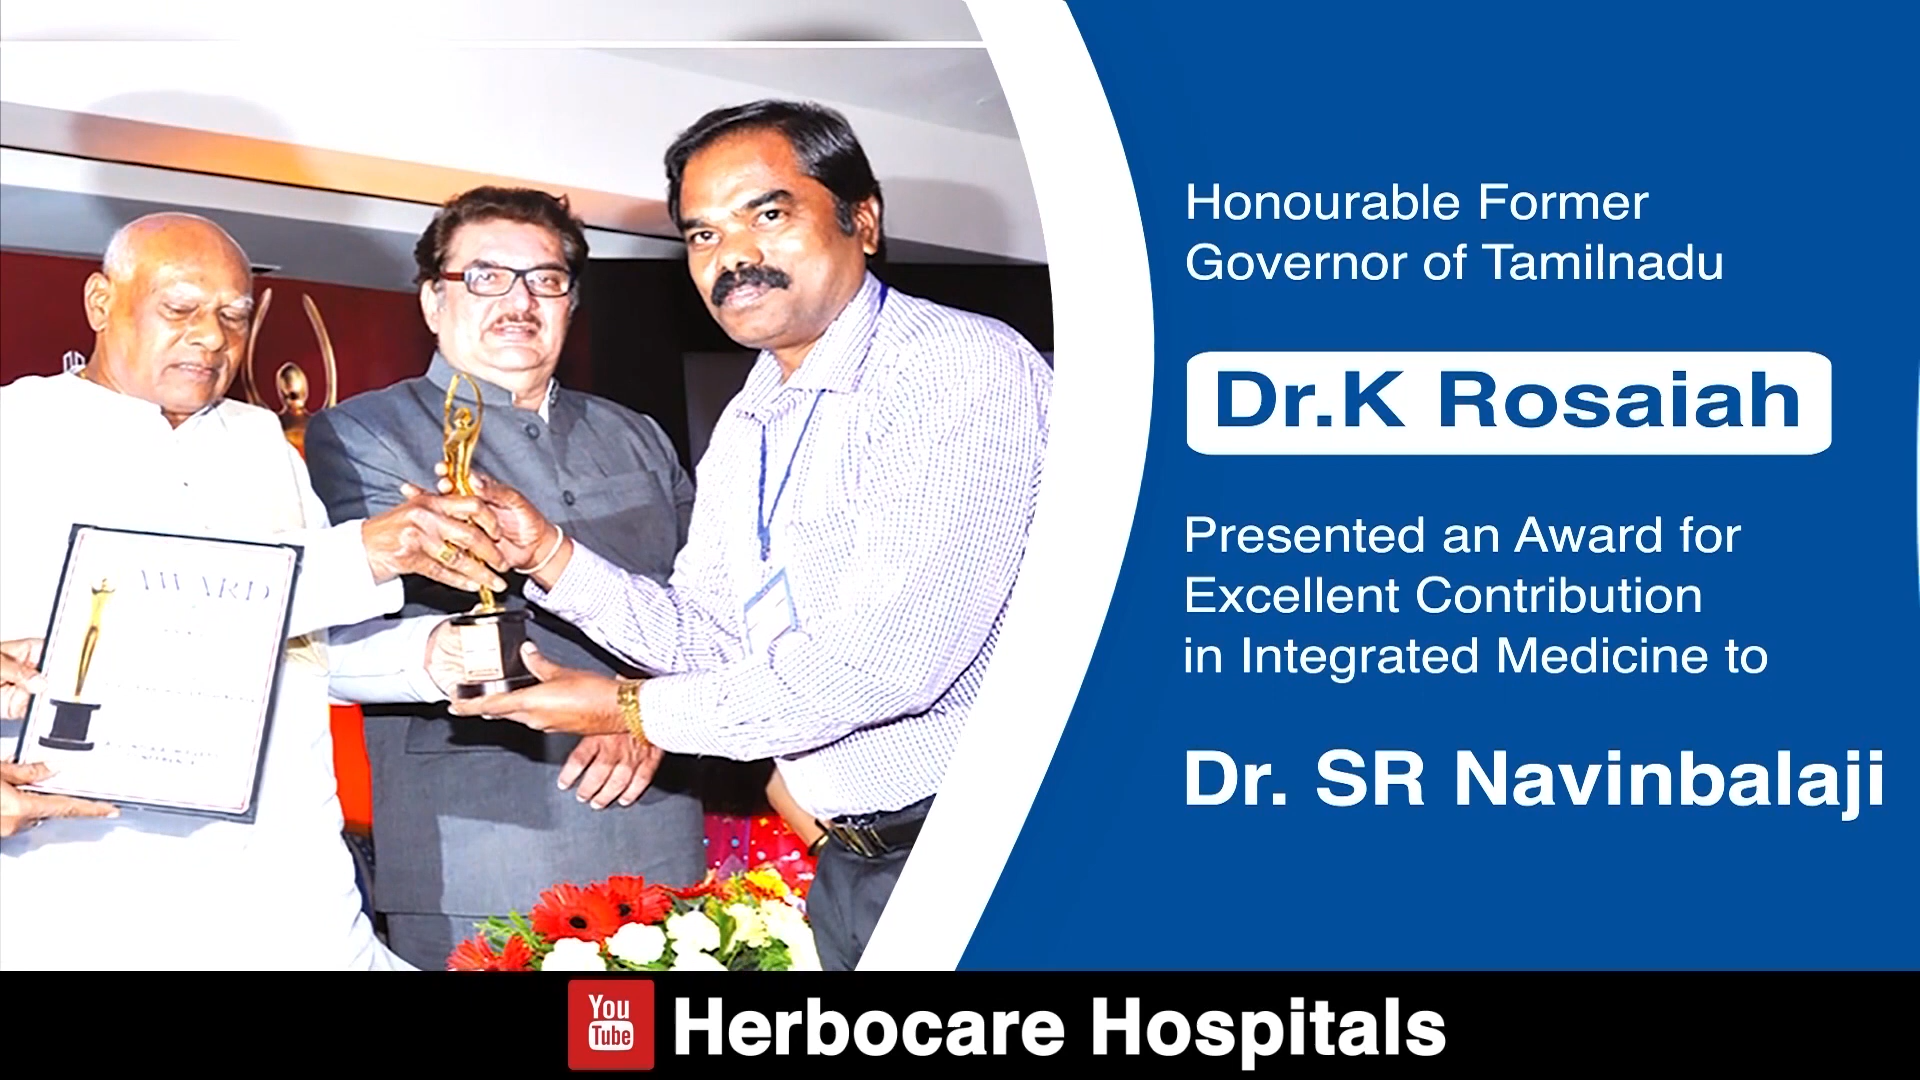 AWARD
Honourable Former
Governor of Tamilnadu
Dr.K Rosaiah
Presented an Award for
Excellent Contribution
in Integrated Medicine to
Dr. SR Navinbalaji
You
Tube
Herbocare Hospitals